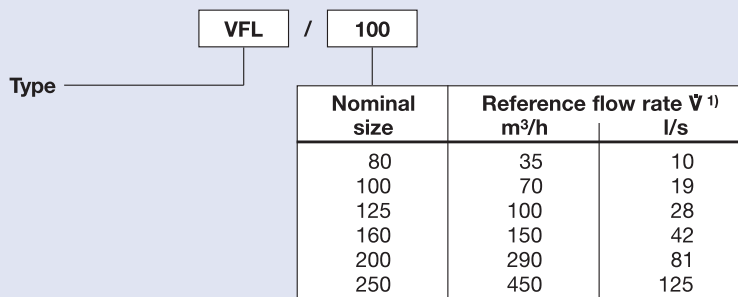 VFL / 100
Type
Nominal Reference flow rate V̇ ¹⁾
size m³/h l/s
80 35 10
100 70 19
125 100 28
160 150 42
200 290 81
250 450 125